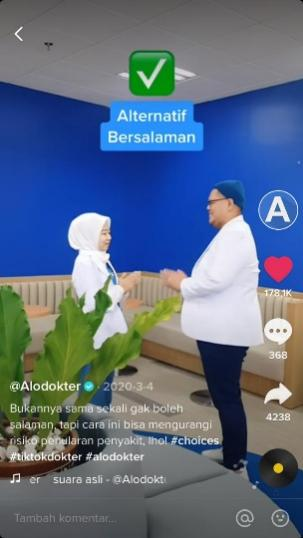 Alternatif
Bersalaman
A
178.1K
368
4238
@Alodokter · 2020-3-4
Bukannya sama sekali gak boleh
salaman, tapi cara ini bisa mengurangi
risiko penularan penyakit, lho! #choices
#tiktokdokter #alodokter
er suara asli - @Alodokt
Tambah komentar...